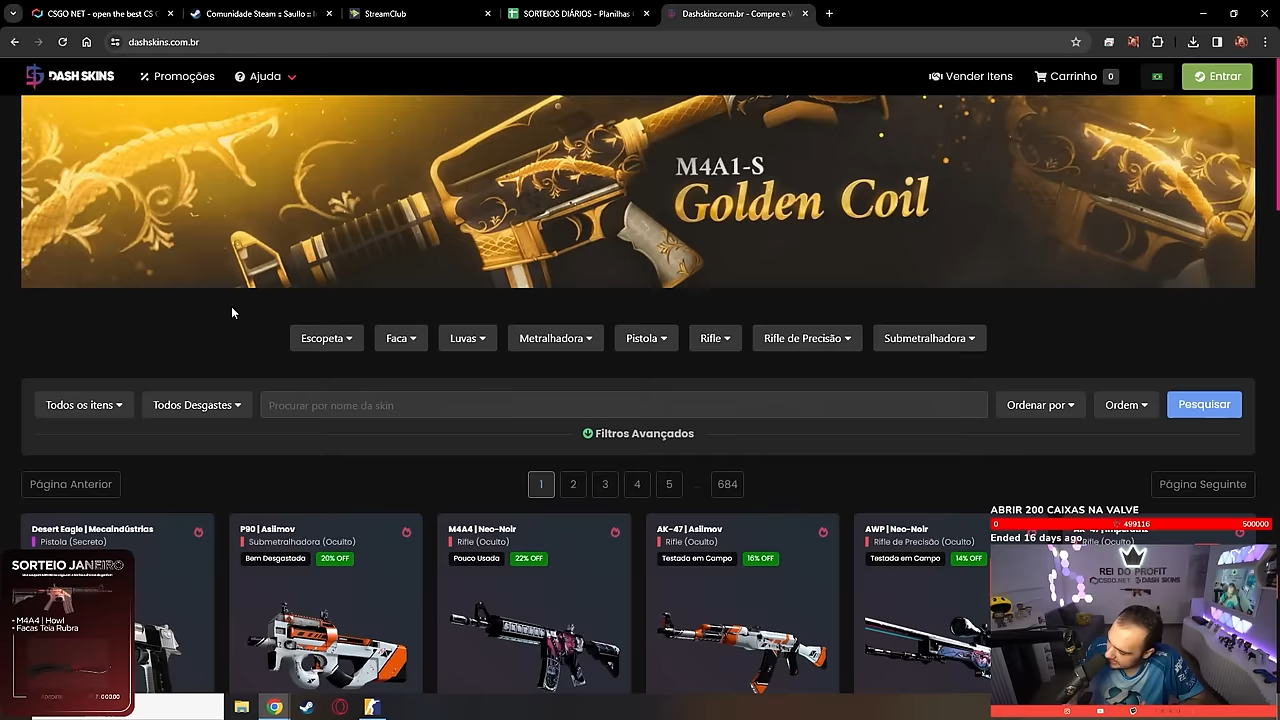 CSGO NET - open the best CS G
Comunidade Steam :: Saullo ::
StreamClub
SORTEIOS DIÁRIOS - Planilhas
Dashskins.com.br - Compre e V
dashskins.com.br
DASH SKINS
Promoções
Ajuda
Vender Itens
Carrinho
0
Entrar
M4A1-S
Golden Coil
Escopeta
Faca
Luvas
Metralhadora
Pistola
Rifle
Rifle de Precisão
Submetralhadora
Todos os itens
Todos Desgastes
Procurar por nome da skin
Ordenar por
Ordem
Pesquisar
Filtros Avançados
Página Anterior
1
2
3
4
5
...
684
Página Seguinte
Desert Eagle | Mecaindústrias
Pistola (Secreto)
P90 | Asiimov
Submetralhadora (Oculto)
Bem Desgastada
20% OFF
M4A4 | Neo-Noir
Rifle (Oculto)
Pouco Usada
22% OFF
AK-47 | Asiimov
Rifle (Oculto)
Testada em Campo
16% OFF
AWP | Neo-Noir
Rifle de Precisão (Oculto)
Testada em Campo
14% OFF
ABRIR 200 CAIXAS NA VALVE
0
499116
500000
Ended 16 days ago
Rifle (Oculto)
REI DO PROFIT
CSGO.NET
DASH SKINS
SORTEIO JANEIRO
• M4A4 | Howl
• Facas Teia Rubra